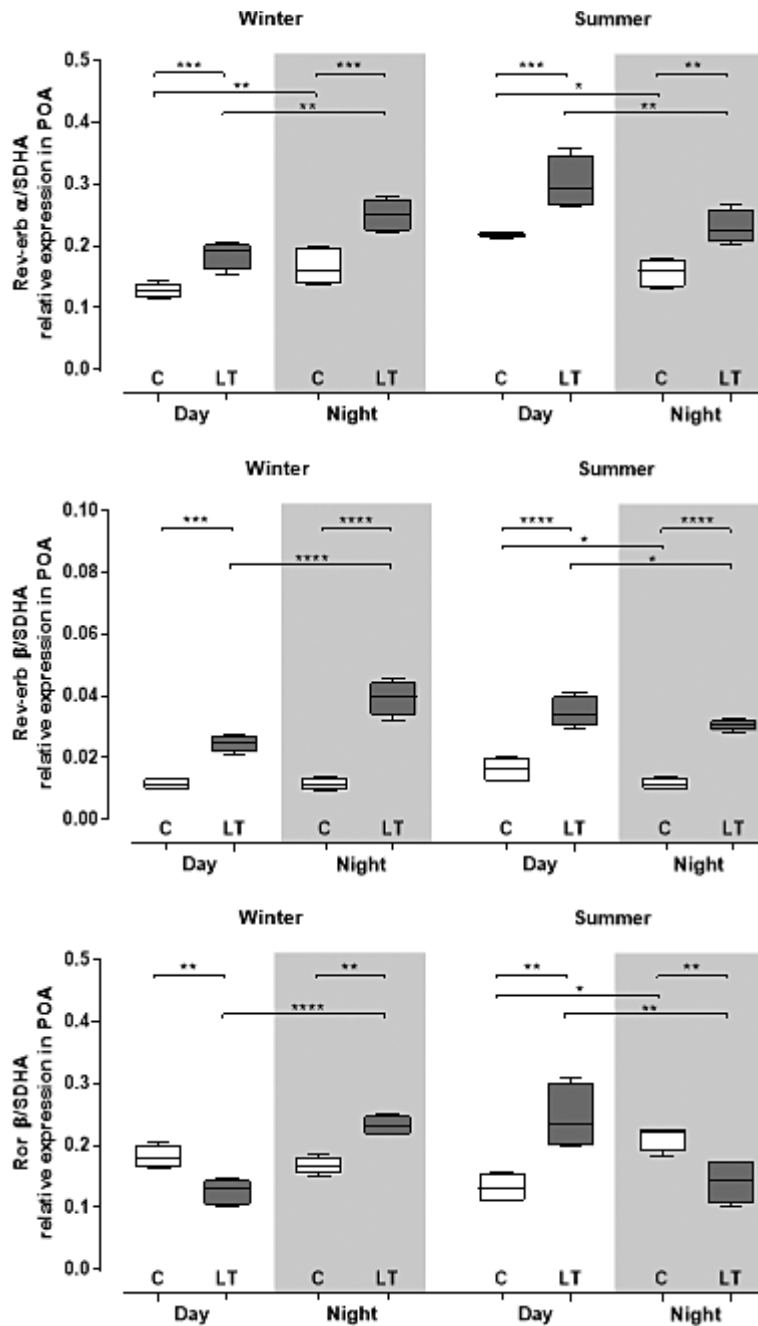 Winter Summer
Rev-erb α/SDHA
relative expression in POA
0.5
0.4
0.3
0.2
0.1
0.0
*** *** *** **
** *
** **
C LT C LT C LT C LT
Day Night Day Night
Winter Summer
Rev-erb β/SDHA
relative expression in POA
0.10
0.08
0.06
0.04
0.02
0.00
*** **** **** ****
*
**** *
C LT C LT C LT C LT
Day Night Day Night
Winter Summer
Ror β/SDHA
relative expression in POA
0.5
0.4
0.3
0.2
0.1
0.0
** ** ** **
*
**** **
C LT C LT C LT C LT
Day Night Day Night